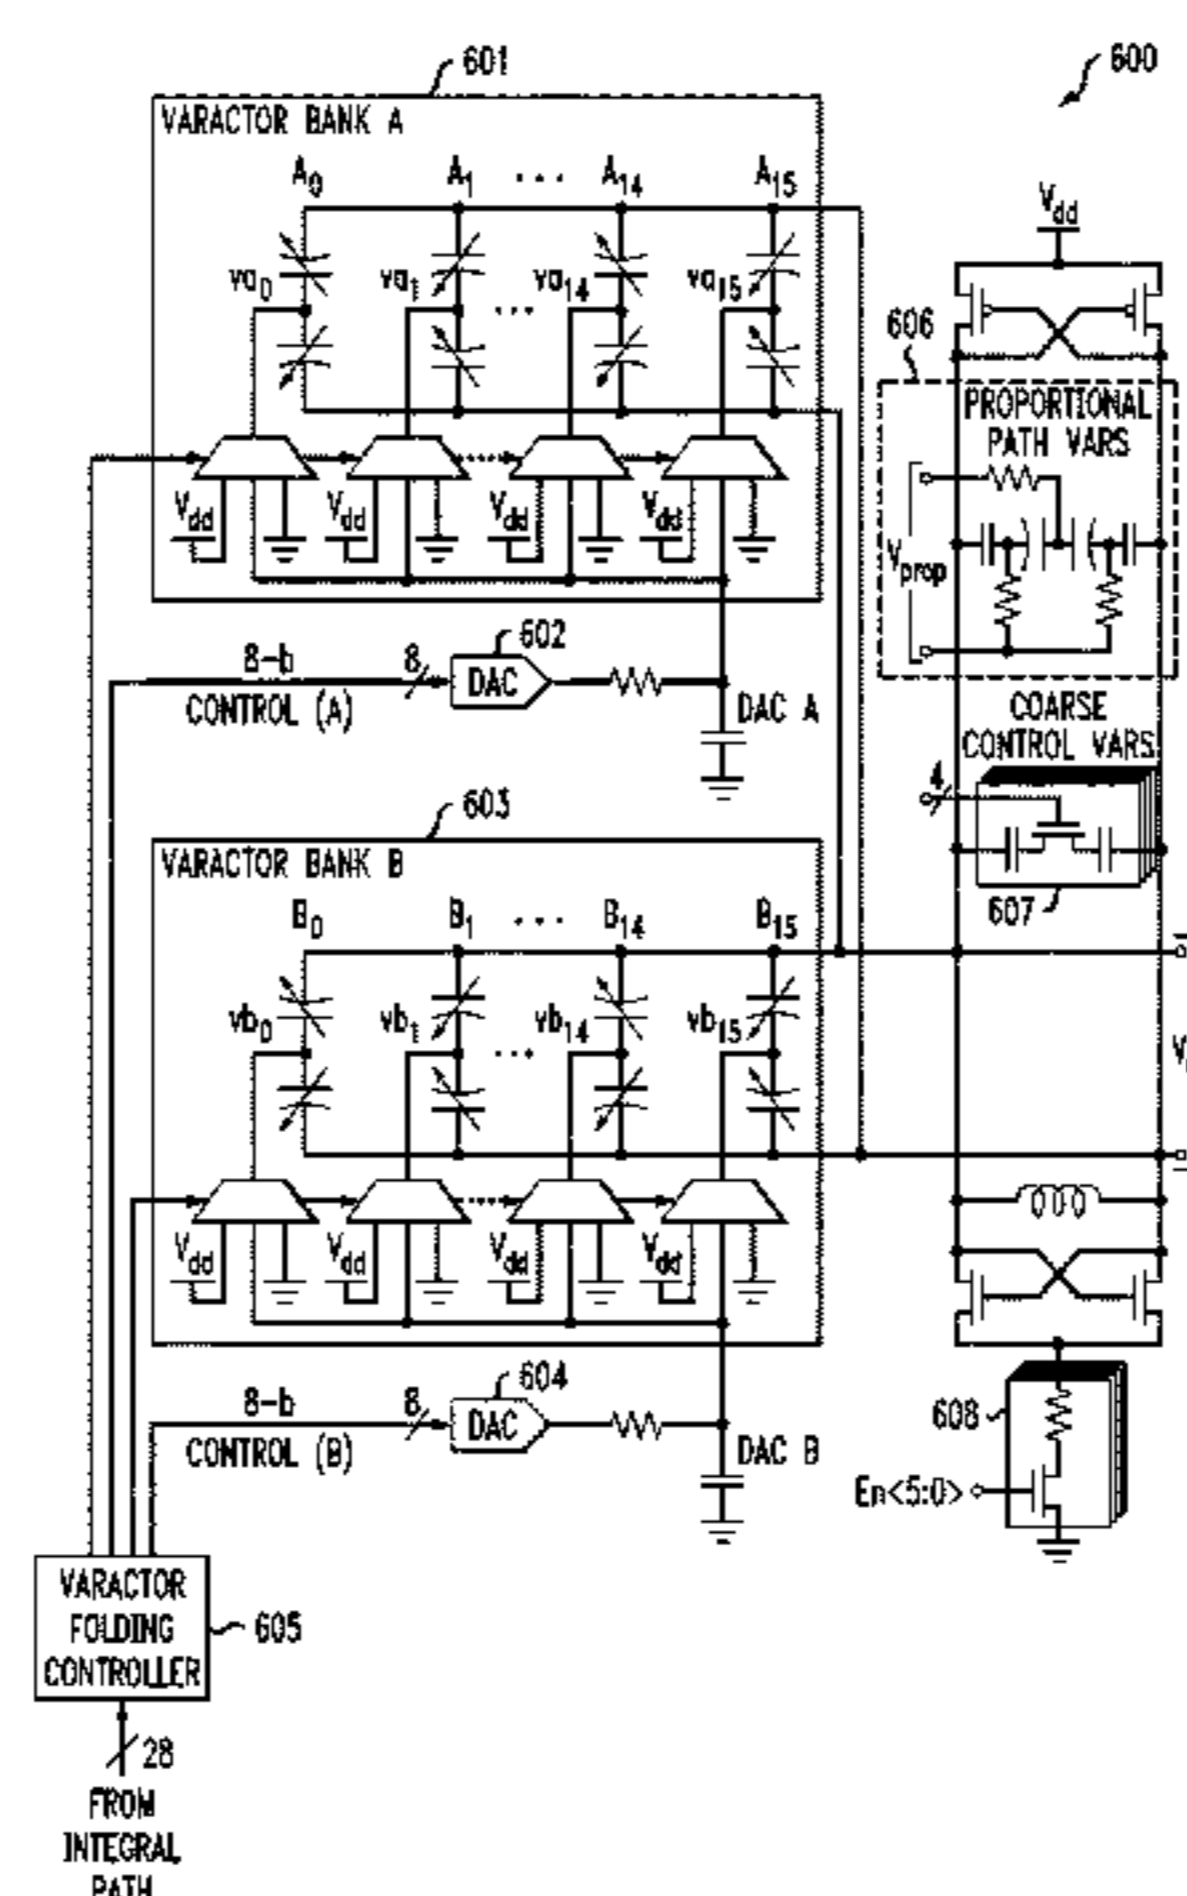 600
601
VARACTOR BANK A
A0 A1 ... A14 A15
va0 va1 ... va14 va15
Vdd Vdd Vdd Vdd
8-b
CONTROL (A)
8
602
DAC
DAC A
603
VARACTOR BANK B
B0 B1 ... B14 B15
vb0 vb1 ... vb14 vb15
Vdd Vdd Vdd Vdd
8-b
CONTROL (B)
8
604
DAC
DAC B
VARACTOR
FOLDING
CONTROLLER
605
28
FROM
INTEGRAL
PATH
Vdd
606
PROPORTIONAL
PATH VARS
Vprop
COARSE
CONTROL VARS
4
607
608
En<5:0>